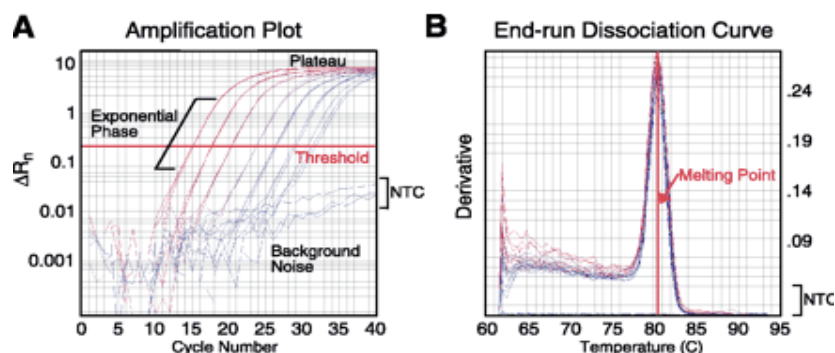 A Amplification Plot
10
1
0.1
0.01
0.001
ΔRn
Plateau
Exponential
Phase
Threshold
NTC
Background
Noise
0 5 10 15 20 25 30 35 40
Cycle Number
B End-run Dissociation Curve
Derivative
.24
.19
.14
.09
Melting Point
NTC
60 65 70 75 80 85 90 95
Temperature (C)